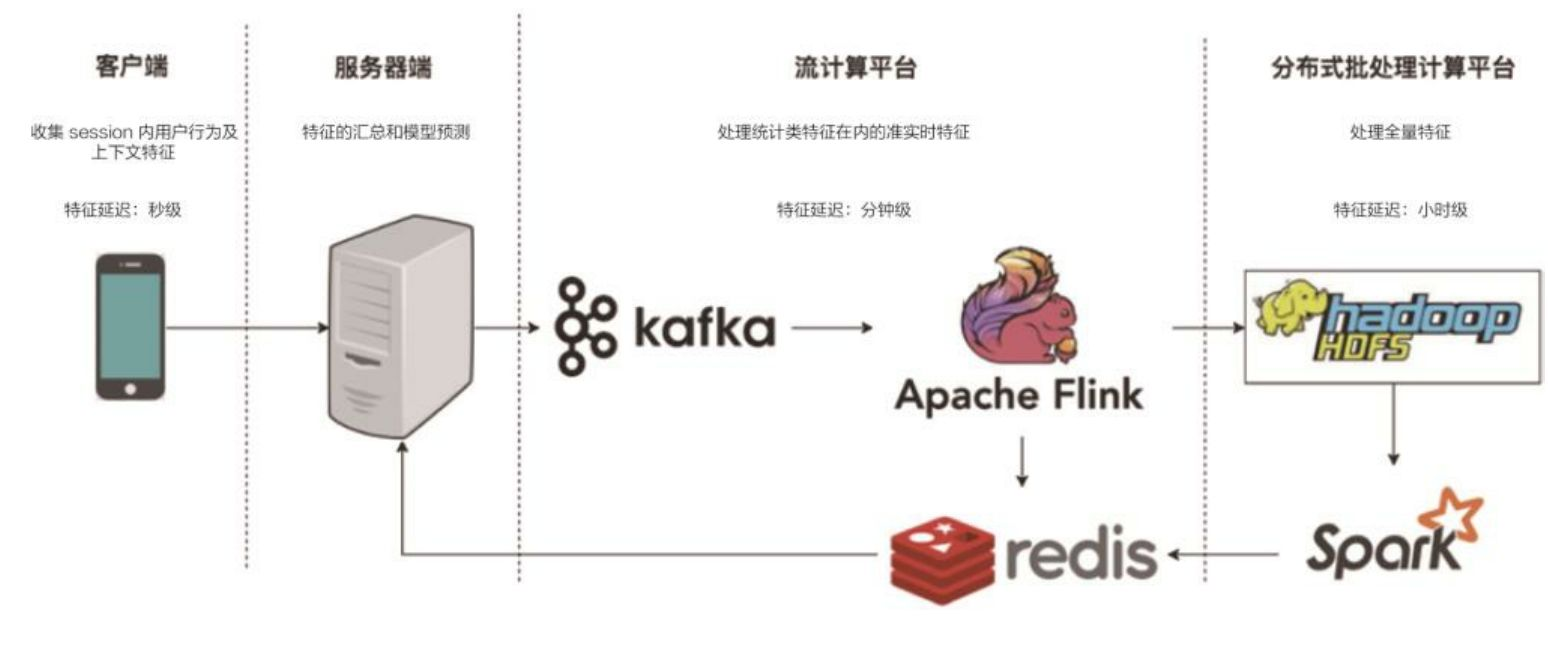 客户端
服务器端
流计算平台
分布式批处理计算平台
收集 session 内用户行为及
上下文特征
特征的汇总和模型预测
处理统计类特征在内的准实时特征
处理全量特征
特征延迟：秒级
特征延迟：分钟级
特征延迟：小时级
kafka
Apache Flink
hadoop
HDFS
redis
Spark